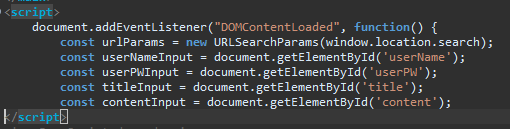 <script>
document.addEventListener("DOMContentLoaded", function() {
const urlParams = new URLSearchParams(window.location.search);
const userNameInput = document.getElementById('userName');
const userPWInput = document.getElementById('userPW');
const titleInput = document.getElementById('title');
const contentInput = document.getElementById('content');
</script>